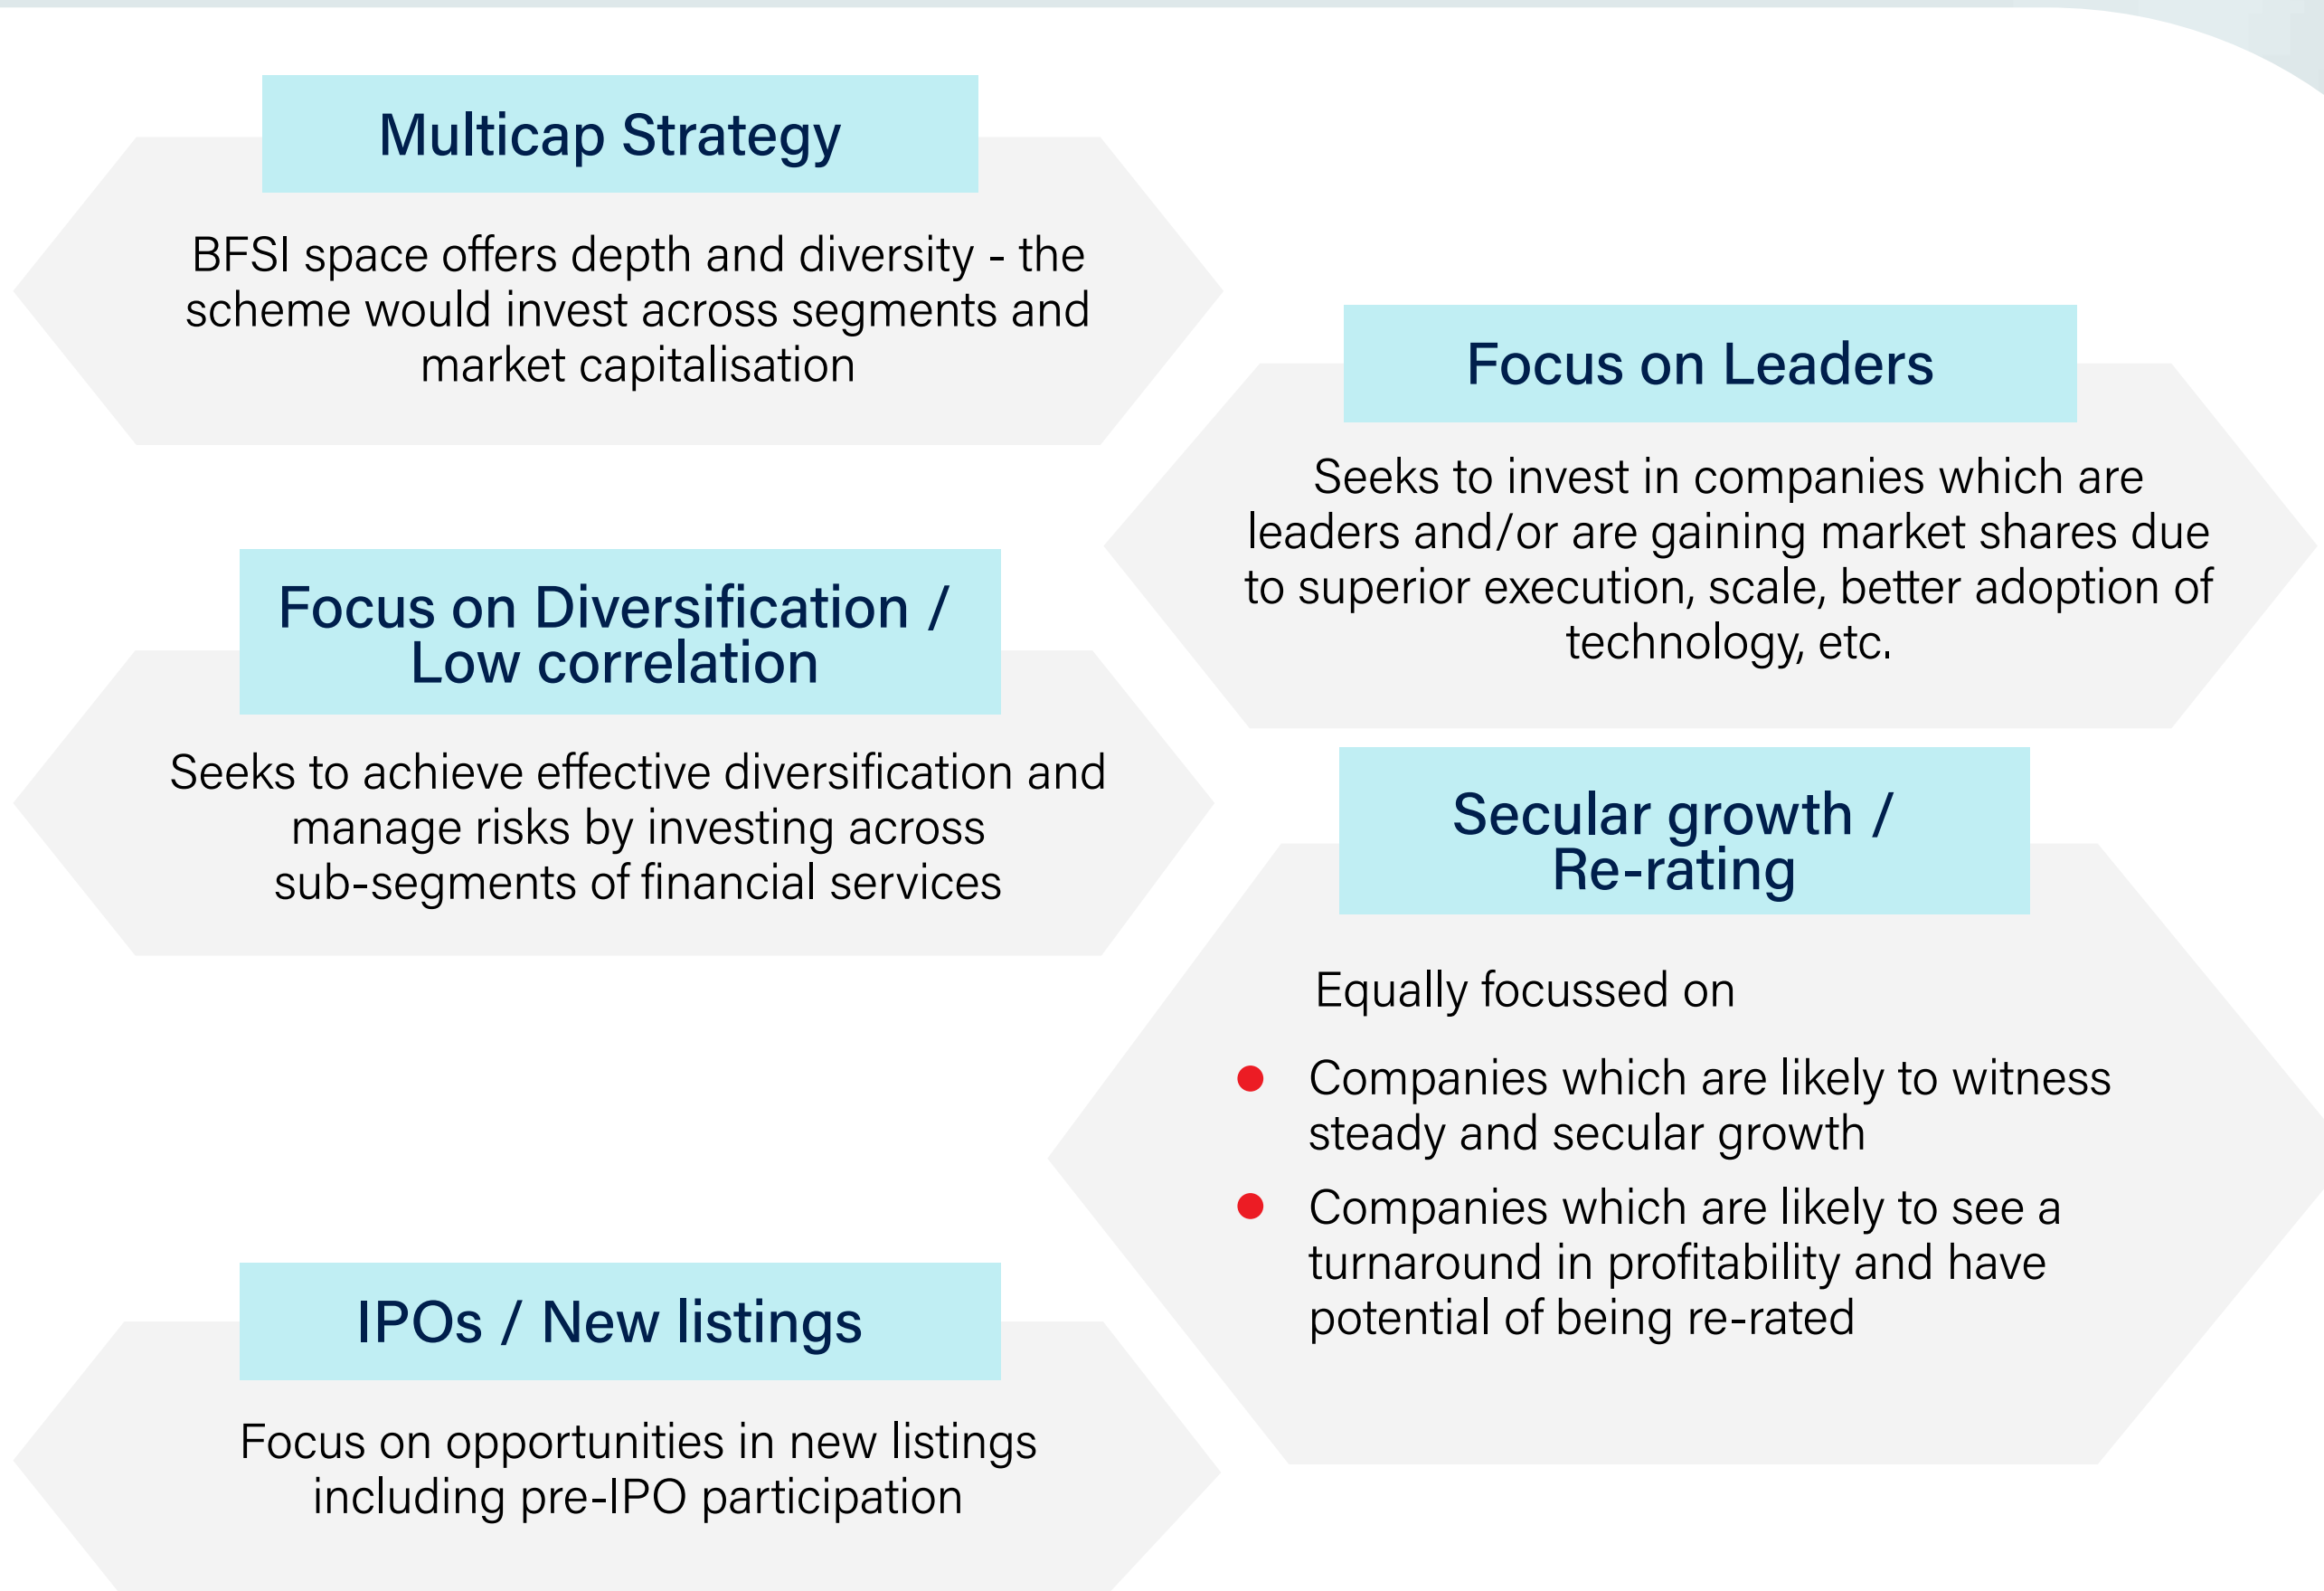 Multicap Strategy
BFSI space offers depth and diversity - the
scheme would invest across segments and
market capitalisation
Focus on Leaders
Seeks to invest in companies which are
leaders and/or are gaining market shares due
to superior execution, scale, better adoption of
technology, etc.
Focus on Diversification /
Low correlation
Seeks to achieve effective diversification and
manage risks by investing across
sub-segments of financial services
Secular growth /
Re-rating
Equally focussed on
● Companies which are likely to witness
steady and secular growth
● Companies which are likely to see a
turnaround in profitability and have
potential of being re-rated
IPOs / New listings
Focus on opportunities in new listings
including pre-IPO participation